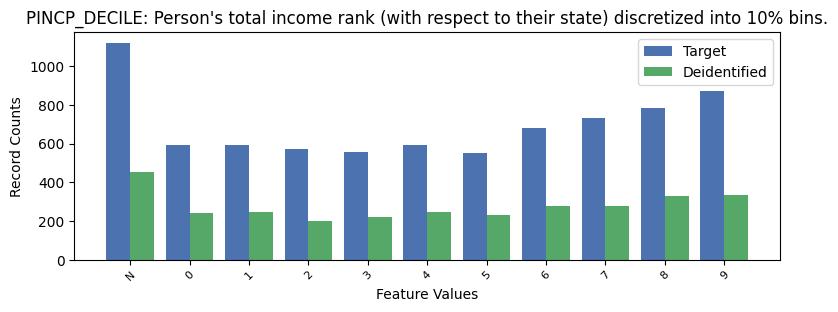 PINCP_DECILE: Person's total income rank (with respect to their state) discretized into 10% bins.
Target
Deidentified
Record Counts
1000
800
600
400
200
0
N 0 1 2 3 4 5 6 7 8 9
Feature Values